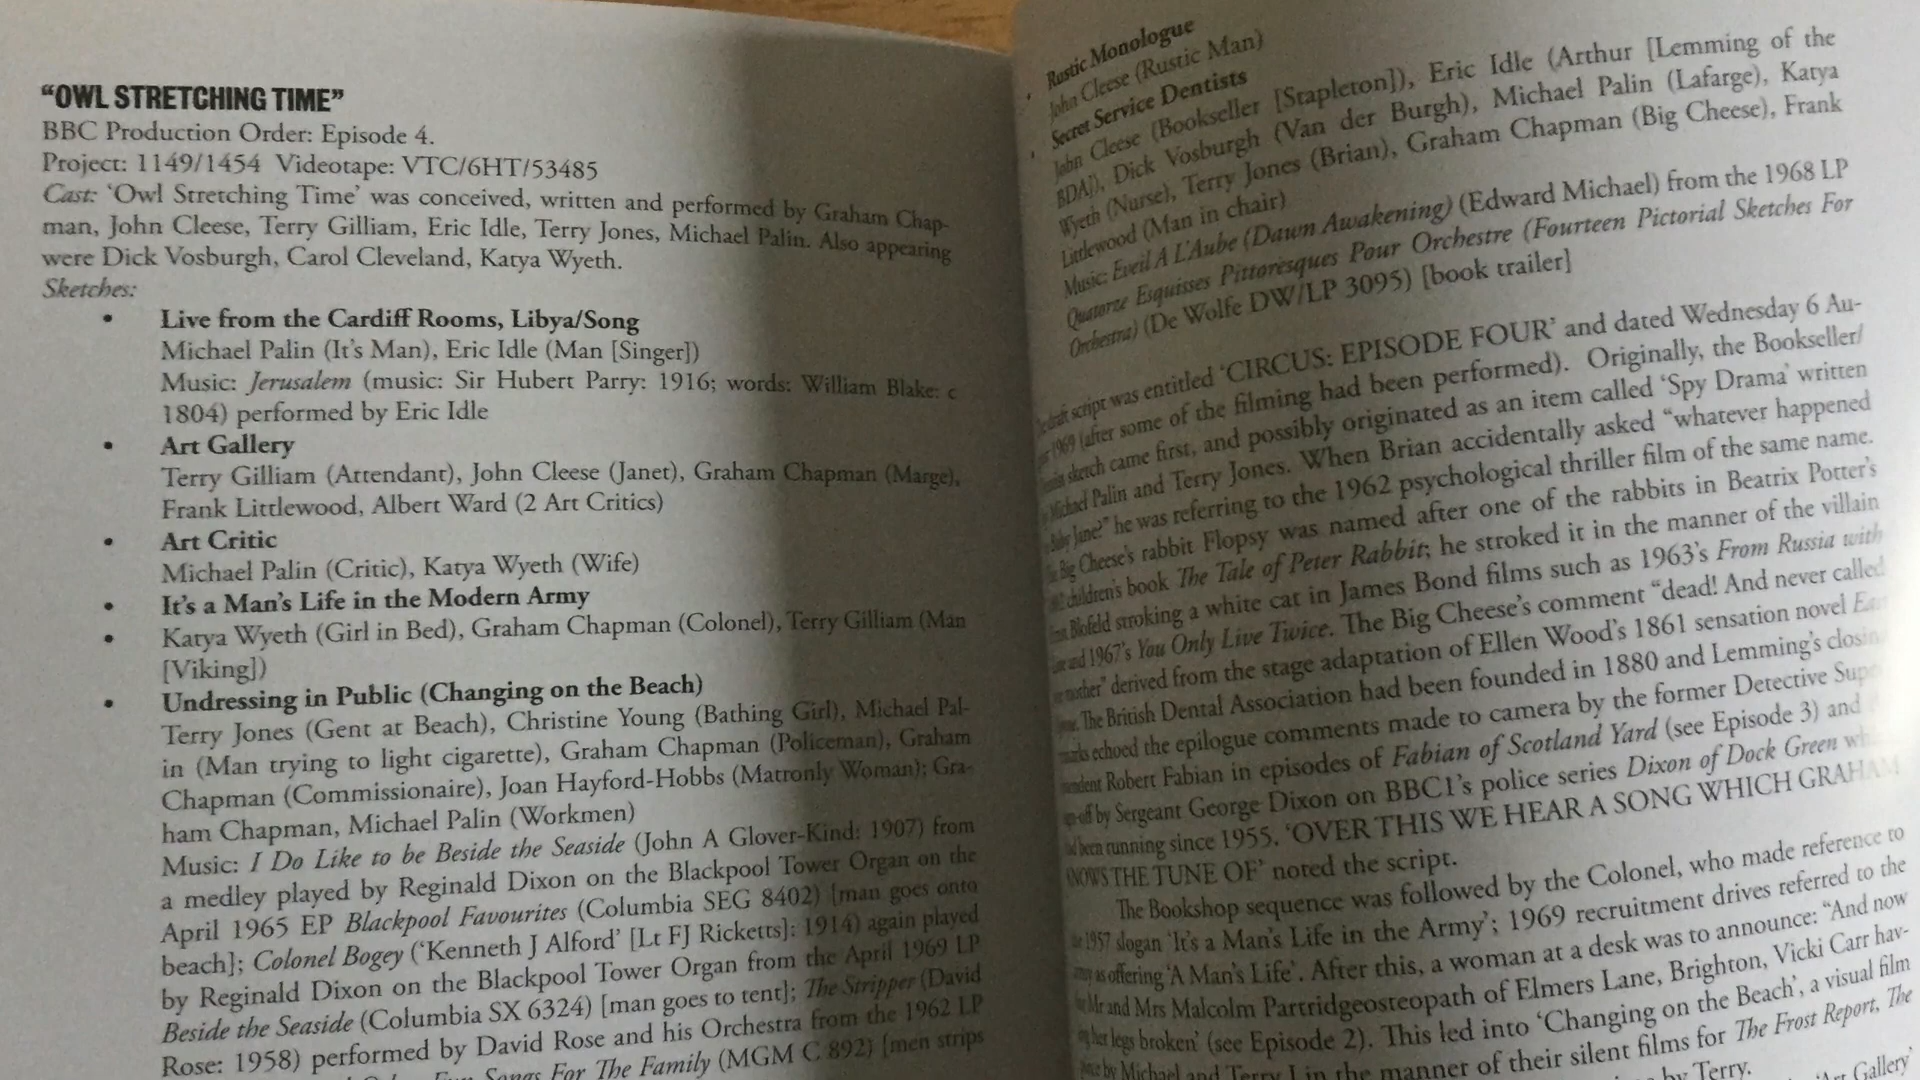 “OWL STRETCHING TIME”
BBC Production Order: Episode 4.
Project: 1149/1454 Videotape: VTC/6HT/53485
Cast: ‘Owl Stretching Time’ was conceived, written and performed by Graham Chap-
man, John Cleese, Terry Gilliam, Eric Idle, Terry Jones, Michael Palin. Also appearing
were Dick Vosburgh, Carol Cleveland, Katya Wyeth.
Sketches:
• Live from the Cardiff Rooms, Libya/Song
Michael Palin (It’s Man), Eric Idle (Man [Singer])
Music: Jerusalem (music: Sir Hubert Parry: 1916; words: William Blake: c
1804) performed by Eric Idle
• Art Gallery
Terry Gilliam (Attendant), John Cleese (Janet), Graham Chapman (Marge),
Frank Littlewood, Albert Ward (2 Art Critics)
• Art Critic
Michael Palin (Critic), Katya Wyeth (Wife)
• It’s a Man’s Life in the Modern Army
• Katya Wyeth (Girl in Bed), Graham Chapman (Colonel), Terry Gilliam (Man
[Viking])
• Undressing in Public (Changing on the Beach)
Terry Jones (Gent at Beach), Christine Young (Bathing Girl), Michael Pal-
in (Man trying to light cigarette), Graham Chapman (Policeman), Graham
Chapman (Commissionaire), Joan Hayford-Hobbs (Matronly Woman); Gra-
ham Chapman, Michael Palin (Workmen)
Music: I Do Like to be Beside the Seaside (John A Glover-Kind: 1907) from
a medley played by Reginald Dixon on the Blackpool Tower Organ on the
April 1965 EP Blackpool Favourites (Columbia SEG 8402) [man goes onto
beach]; Colonel Bogey (‘Kenneth J Alford’ [Lt FJ Ricketts]: 1914) again played
by Reginald Dixon on the Blackpool Tower Organ from the April 1969 LP
Beside the Seaside (Columbia SX 6324) [man goes to tent]; The Stripper (David
Rose: 1958) performed by David Rose and his Orchestra from the 1962 LP
Songs For The Family (MGM C 892) [men strips
• Rustic Monologue
John Cleese (Rustic Man)
• Secret Service Dentists
John Cleese (Bookseller [Stapleton]), Eric Idle (Arthur [Lemming of the
BDA]), Dick Vosburgh (Van der Burgh), Michael Palin (Lafarge), Katya
Wyeth (Nurse), Terry Jones (Brian), Graham Chapman (Big Cheese), Frank
Littlewood (Man in chair)
Music: Eveil A L’Aube (Dawn Awakening) (Edward Michael) from the 1968 LP
Quatorze Esquisses Pittoresques Pour Orchestre (Fourteen Pictorial Sketches For
Orchestra) (De Wolfe DW/LP 3095) [book trailer]
draft script was entitled ‘CIRCUS: EPISODE FOUR’ and dated Wednesday 6 Au-
1969 (after some of the filming had been performed). Originally, the Bookseller/
sketch came first, and possibly originated as an item called ‘Spy Drama’ written
Michael Palin and Terry Jones. When Brian accidentally asked “whatever happened
Baby Jane?” he was referring to the 1962 psychological thriller film of the same name.
Big Cheese’s rabbit Flopsy was named after one of the rabbits in Beatrix Potter’s
children’s book The Tale of Peter Rabbit; he stroked it in the manner of the villain
Blofeld stroking a white cat in James Bond films such as 1963’s From Russia with
and 1967’s You Only Live Twice. The Big Cheese’s comment “dead! And never called
mother” derived from the stage adaptation of Ellen Wood’s 1861 sensation novel
The British Dental Association had been founded in 1880 and Lemming’s
echoed the epilogue comments made to camera by the former Detective
Robert Fabian in episodes of Fabian of Scotland Yard (see Episode 3) and
by Sergeant George Dixon on BBC1’s police series Dixon of Dock Green
been running since 1955. ‘OVER THIS WE HEAR A SONG WHICH GRAHAM
KNOWS THE TUNE OF’ noted the script.
The Bookshop sequence was followed by the Colonel, who made reference to
1957 slogan ‘It’s a Man’s Life in the Army’; 1969 recruitment drives referred to the
as offering ‘A Man’s Life’. After this, a woman at a desk was to announce: “And now
Mr and Mrs Malcolm Partridgeosteopath of Elmers Lane, Brighton, Vicki Carr hav-
her legs broken’ (see Episode 2). This led into ‘Changing on the Beach’, a visual film
by Michael and Terry J in the manner of their silent films for The Frost Report, The
by Terry.
Gallery’